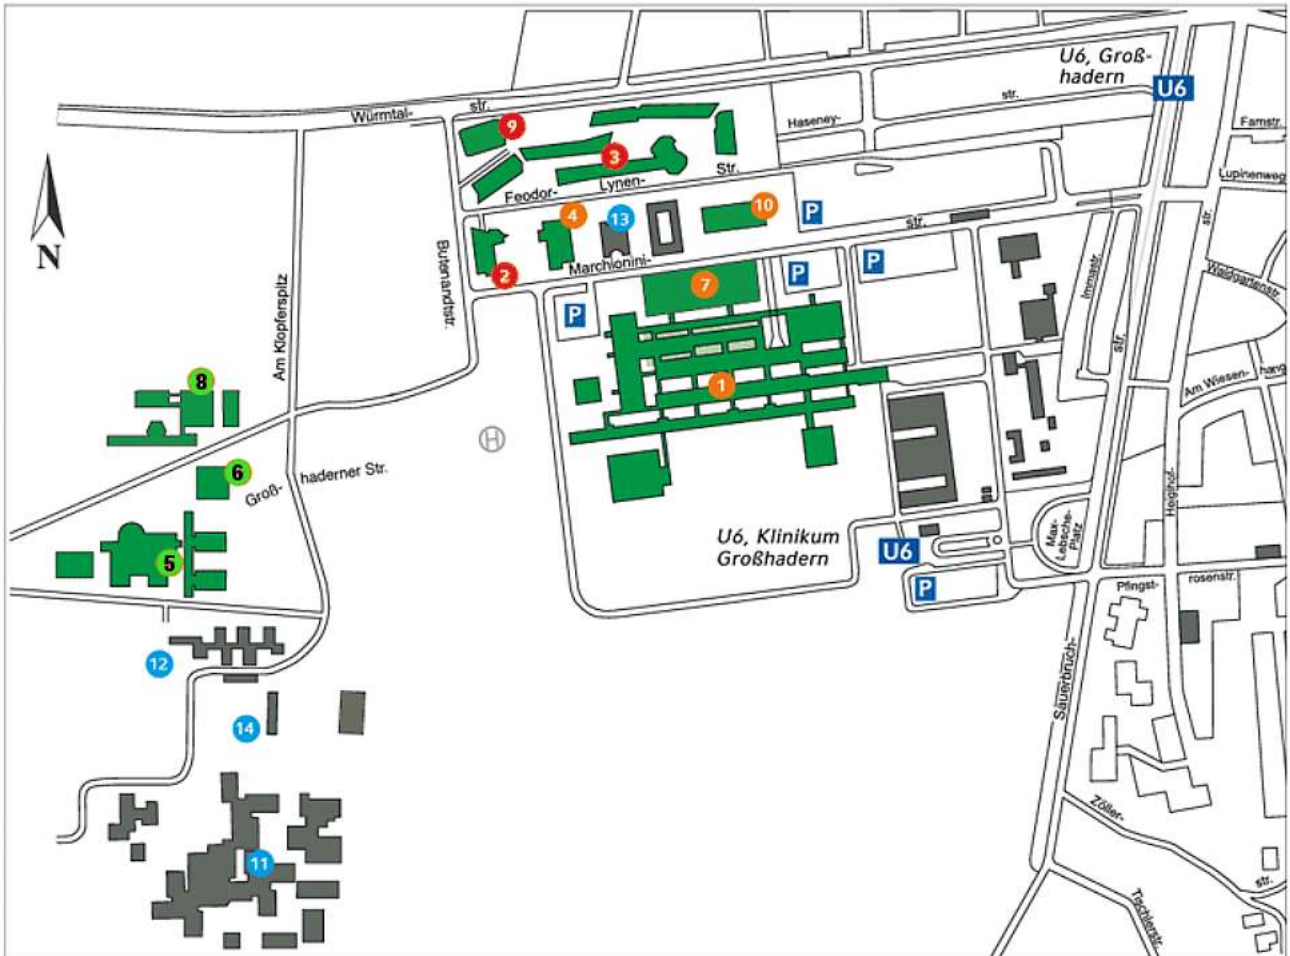 U6, Groß-
hadern
U6
Würmtal-
str.
str.
Haseney-
Farnstr.
9
3
Lupinenweg
Feodor-
Lynen-
Str.
4
13
10
P
str.
str.
N
Butenandtstr.
2
Marchionini-
7
P
P
P
Immastr.
Waldgartenstr.
Am Klopferspitz
str.
8
1
Am Wiesen-
hang
H
6
Groß-
haderner Str.
Heiglhof-
5
U6, Klinikum
Großhadern
U6
Max-
Lebsche-
Platz
P
Pfingst-
rosenstr.
12
14
Sauerbruch-
Zöller-
11
str.
Tischlerstr.